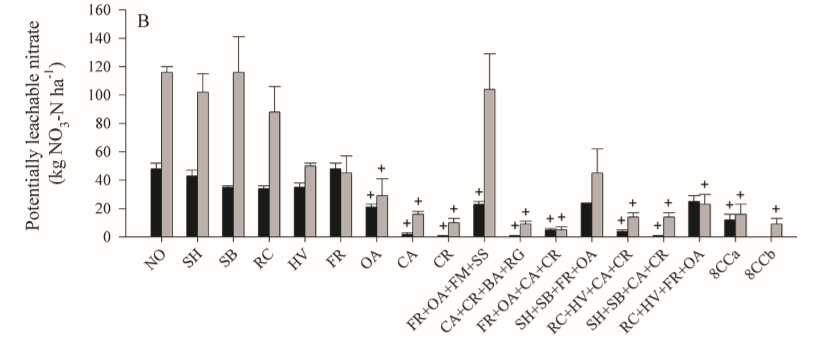 B
Potentially leachable nitrate
(kg NO₃-N ha⁻¹)
160
140
120
100
80
60
40
20
0
+ +
+ +
+ +
+
+ +
+ +
+ +
+ +
+
+ +
+
NO
SH
SB
RC
HV
FR
OA
CA
CR
FR+OA+FM+SS
CA+CR+BA+RG
FR+OA+CA+CR
SH+SB+FR+OA
RC+HV+CA+CR
SH+SB+CA+CR
RC+HV+FR+OA
8CCa
8CCb